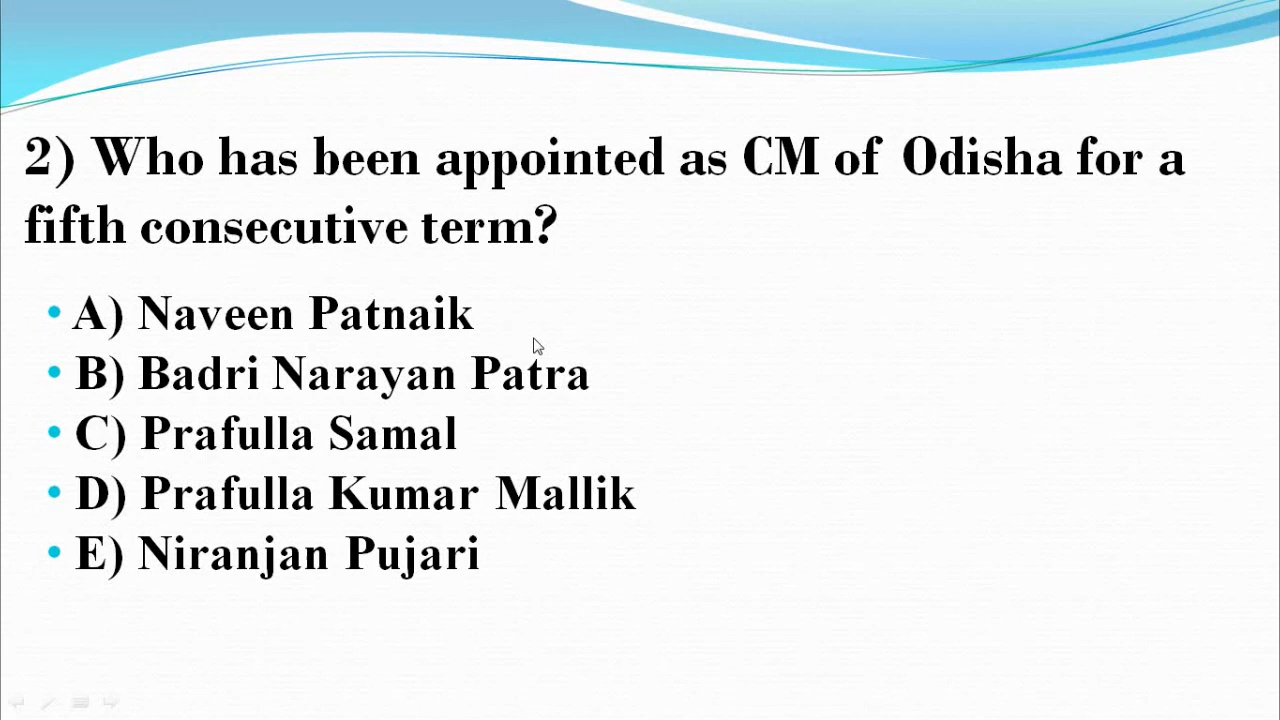 2) Who has been appointed as CM of Odisha for a
fifth consecutive term?
• A) Naveen Patnaik
• B) Badri Narayan Patra
• C) Prafulla Samal
• D) Prafulla Kumar Mallik
• E) Niranjan Pujari